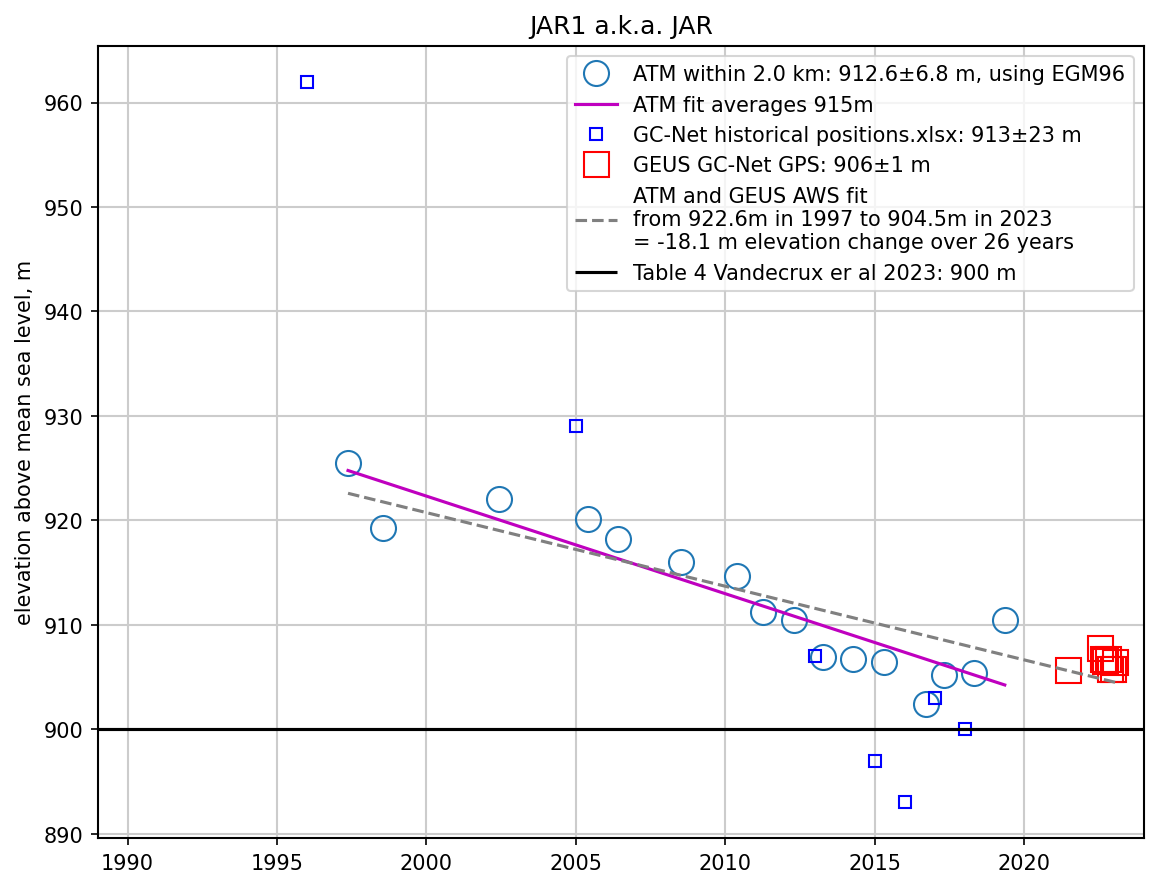 JAR1 a.k.a. JAR
ATM within 2.0 km: 912.6±6.8 m, using EGM96
ATM fit averages 915m
GC-Net historical positions.xlsx: 913±23 m
GEUS GC-Net GPS: 906±1 m
ATM and GEUS AWS fit
from 922.6m in 1997 to 904.5m in 2023
= -18.1 m elevation change over 26 years
Table 4 Vandecrux er al 2023: 900 m
elevation above mean sea level, m
960
950
940
930
920
910
900
890
1990
1995
2000
2005
2010
2015
2020